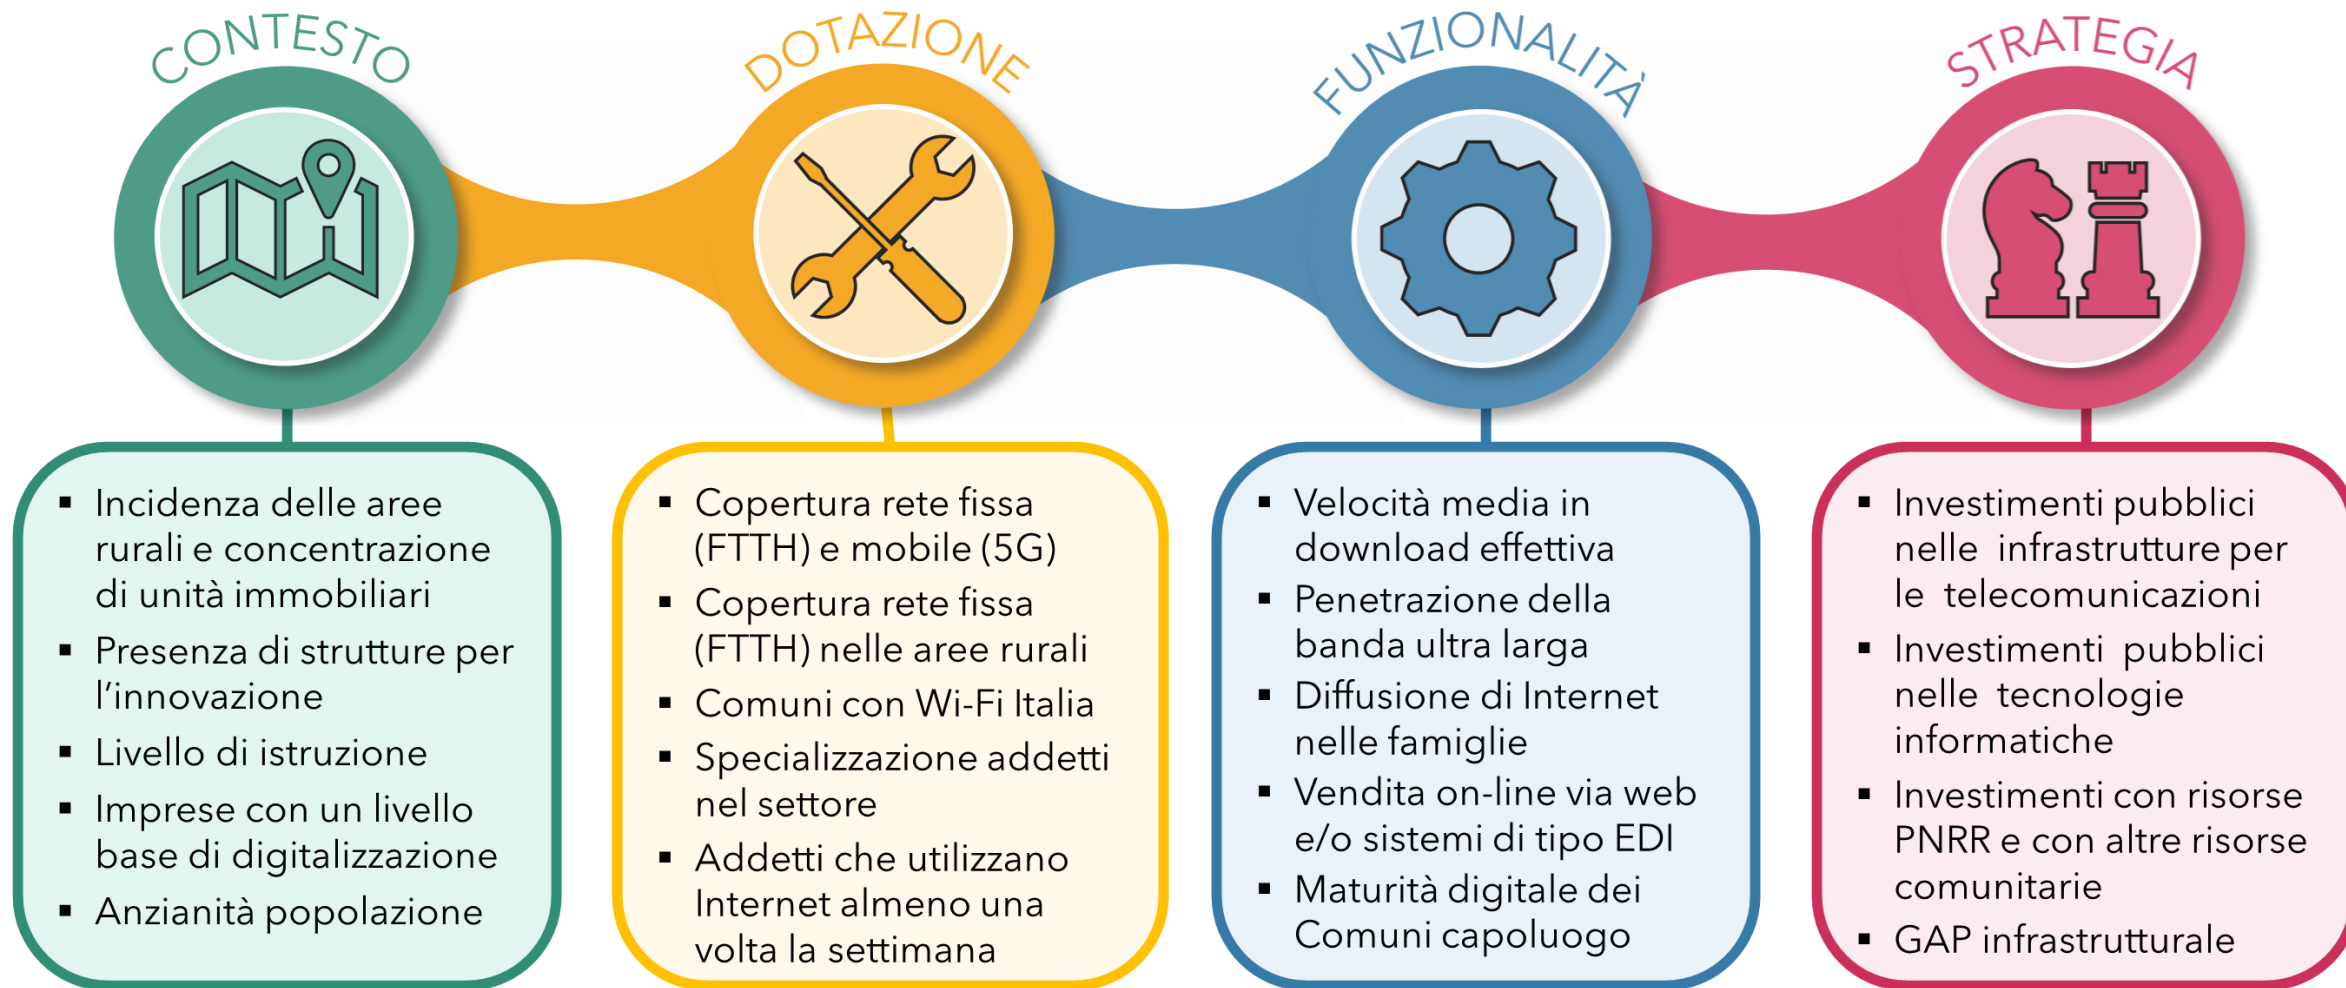 CONTESTO
DOTAZIONE
FUNZIONALITÀ
STRATEGIA
▪ Incidenza delle aree
rurali e concentrazione
di unità immobiliari
▪ Presenza di strutture per
l’innovazione
▪ Livello di istruzione
▪ Imprese con un livello
base di digitalizzazione
▪ Anzianità popolazione
▪ Copertura rete fissa
(FTTH) e mobile (5G)
▪ Copertura rete fissa
(FTTH) nelle aree rurali
▪ Comuni con Wi-Fi Italia
▪ Specializzazione addetti
nel settore
▪ Addetti che utilizzano
Internet almeno una
volta la settimana
▪ Velocità media in
download effettiva
▪ Penetrazione della
banda ultra larga
▪ Diffusione di Internet
nelle famiglie
▪ Vendita on-line via web
e/o sistemi di tipo EDI
▪ Maturità digitale dei
Comuni capoluogo
▪ Investimenti pubblici
nelle infrastrutture per
le telecomunicazioni
▪ Investimenti pubblici
nelle tecnologie
informatiche
▪ Investimenti con risorse
PNRR e con altre risorse
comunitarie
▪ GAP infrastrutturale